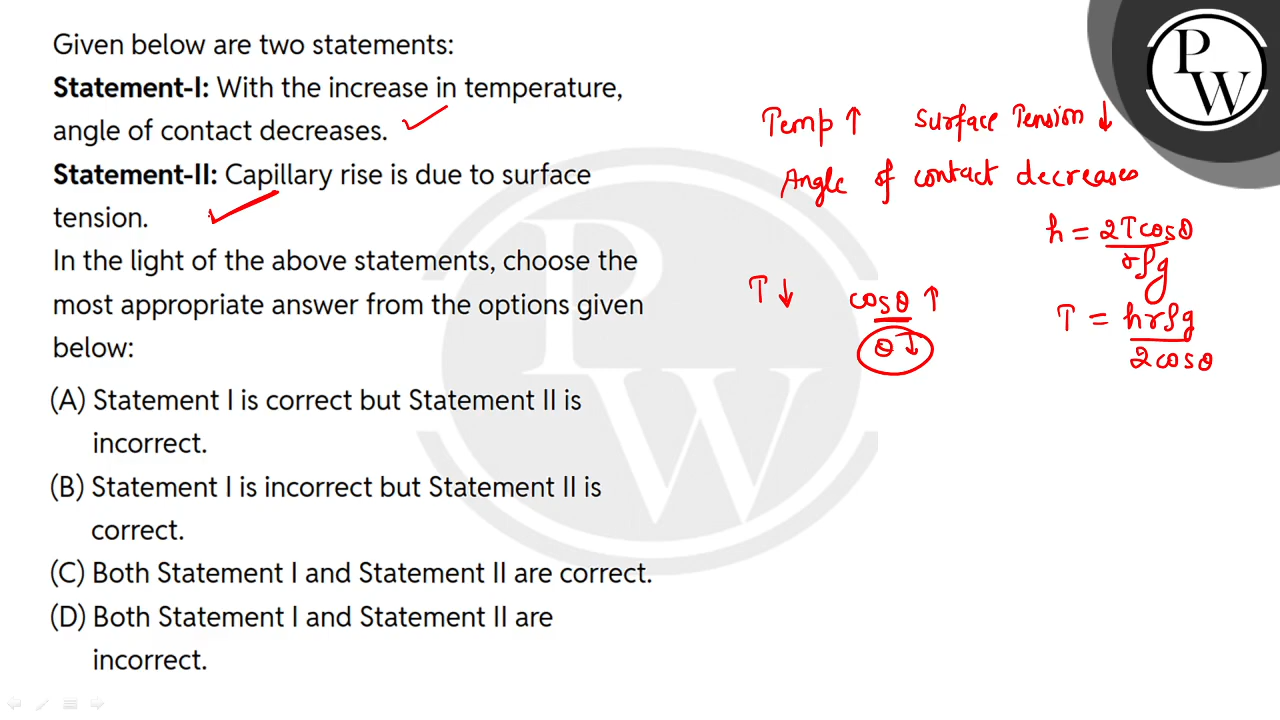 Given below are two statements:
Statement-I: With the increase in temperature,
angle of contact decreases.
Statement-II: Capillary rise is due to surface
tension.
In the light of the above statements, choose the
most appropriate answer from the options given
below:
(A) Statement I is correct but Statement II is
incorrect.
(B) Statement I is incorrect but Statement II is
correct.
(C) Both Statement I and Statement II are correct.
(D) Both Statement I and Statement II are
incorrect.
Temp ↑ Surface Tension ↓
Angle of contact decreases
h = 2Tcosθ
rρg
T ↓ cosθ ↑
θ ↓
T = hrρg
2cosθ
P
W
P
W